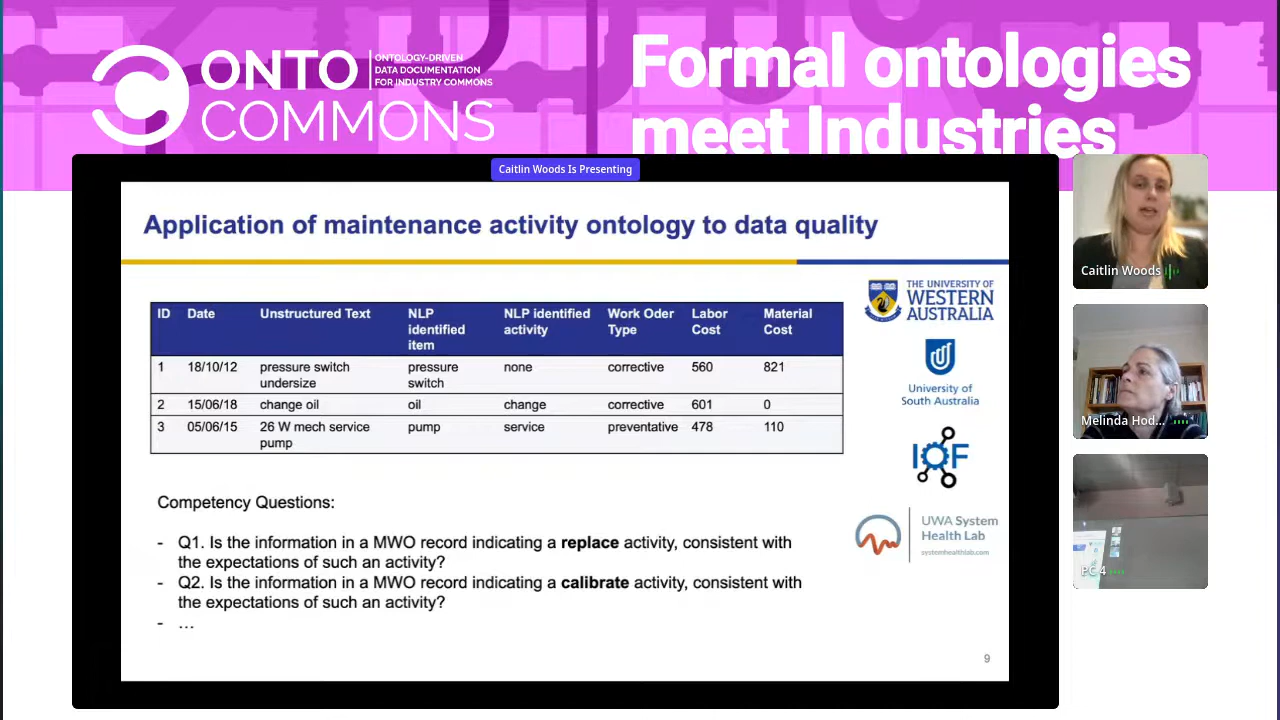 ONTO
COMMONS
ONTOLOGY-DRIVEN
DATA DOCUMENTATION
FOR INDUSTRY COMMONS
Formal ontologies
meet Industries
Caitlin Woods Is Presenting
Application of maintenance activity ontology to data quality
ID Date Unstructured Text NLP identified item NLP identified activity Work Oder Type Labor Cost Material Cost
1 18/10/12 pressure switch undersize pressure switch none corrective 560 821
2 15/06/18 change oil oil change corrective 601 0
3 05/06/15 26 W mech service pump pump service preventative 478 110
Competency Questions:
- Q1. Is the information in a MWO record indicating a replace activity, consistent with
the expectations of such an activity?
- Q2. Is the information in a MWO record indicating a calibrate activity, consistent with
the expectations of such an activity?
- ...
THE UNIVERSITY OF
WESTERN
AUSTRALIA
University of
South Australia
IOF
UWA System
Health Lab
systemhealthlab.com
9
Caitlin Woods
Melinda Hod...
PC 4